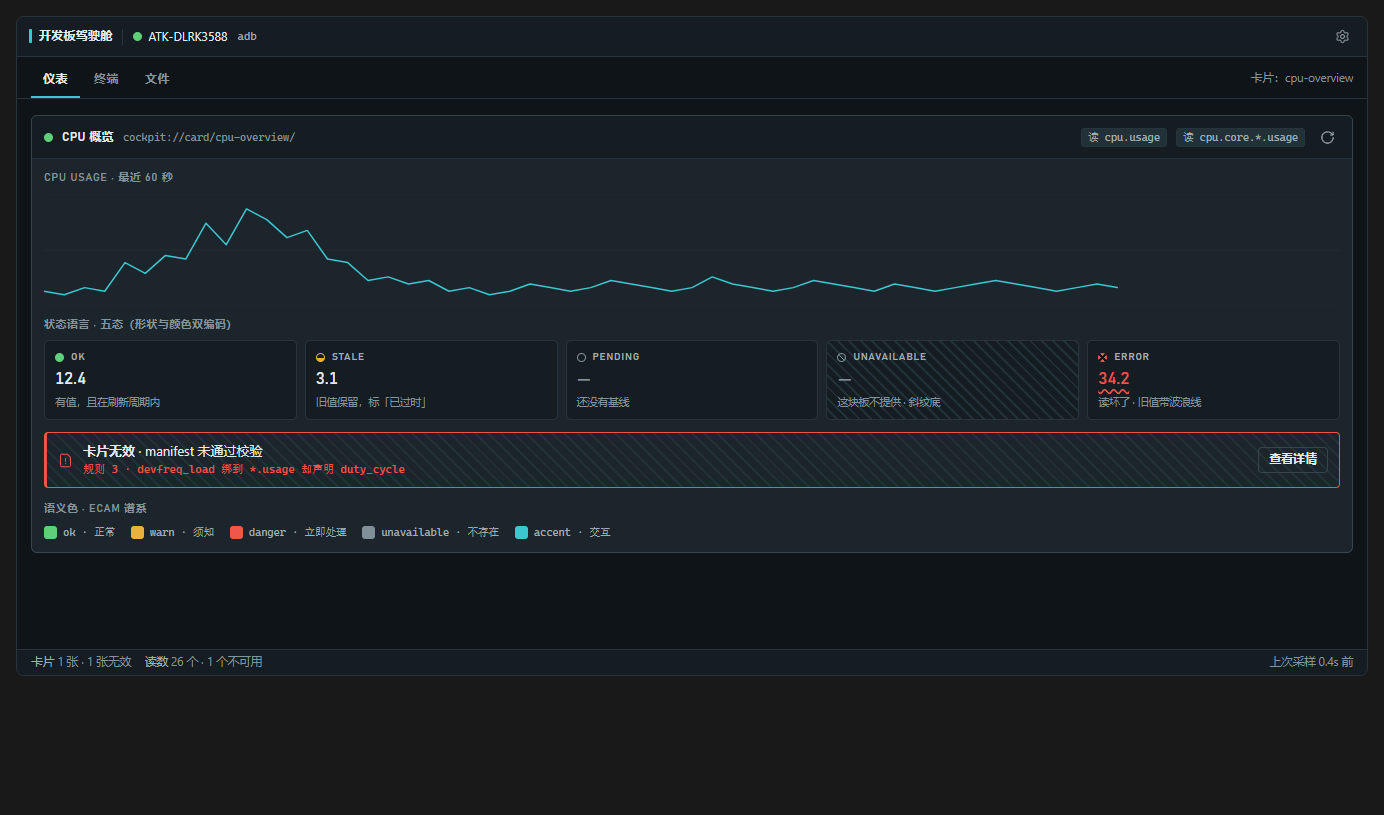 开发板驾驶舱 ATK-DLRK3588 adb
仪表 终端 文件 卡片: cpu-overview
CPU 概览 cockpit://card/cpu-overview/ 读 cpu.usage 读 cpu.core.*.usage
CPU USAGE · 最近 60 秒
状态语言 · 五态（形状与颜色双编码）
OK
12.4
有值，且在刷新周期内
STALE
3.1
旧值保留，标「已过时」
PENDING
—
还没有基线
UNAVAILABLE
—
这块板不提供 · 斜纹底
ERROR
34.2
读坏了 · 旧值带波浪线
卡片无效 · manifest 未通过校验
规则 3 · devfreq_load 绑到 *.usage 却声明 duty_cycle
查看详情
语义色 · ECAM 谱系
ok · 正常 warn · 须知 danger · 立即处理 unavailable · 不存在 accent · 交互
卡片 1 张 · 1 张无效 读数 26 个 · 1 个不可用 上次采样 0.4s 前